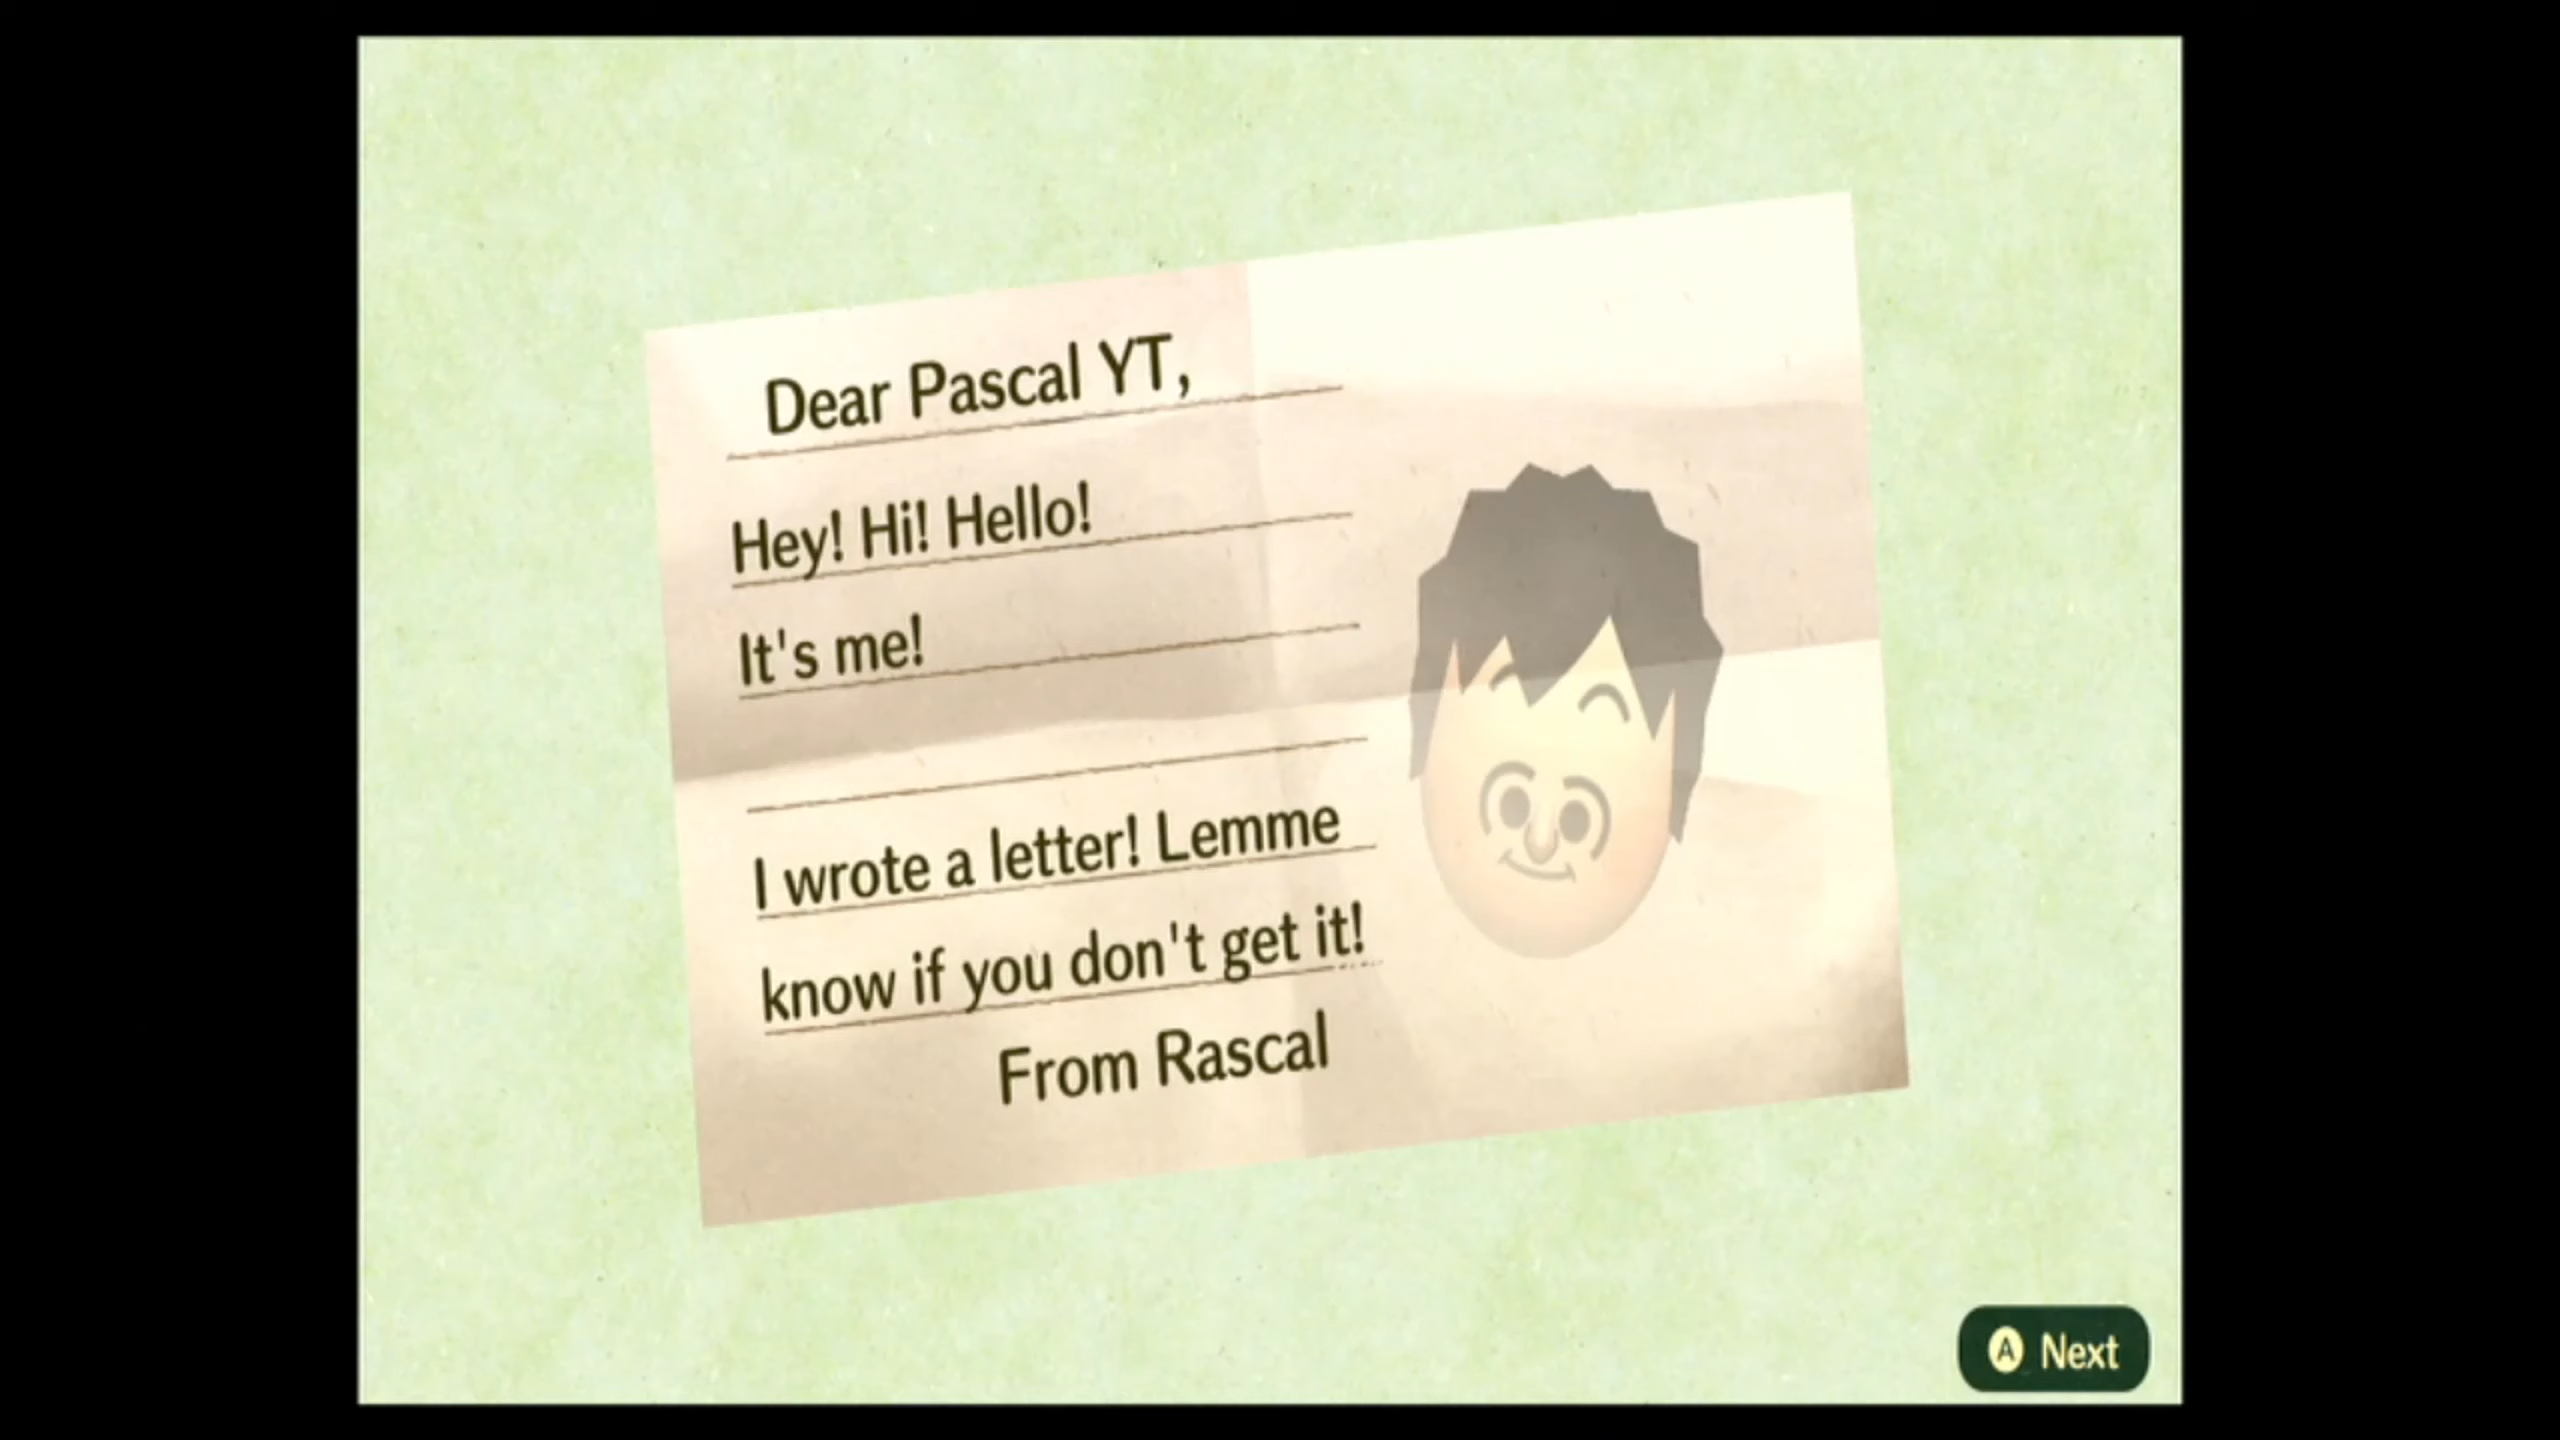 Dear Pascal YT,
Hey! Hi! Hello!
It's me!
I wrote a letter! Lemme
know if you don't get it!
From Rascal
A Next